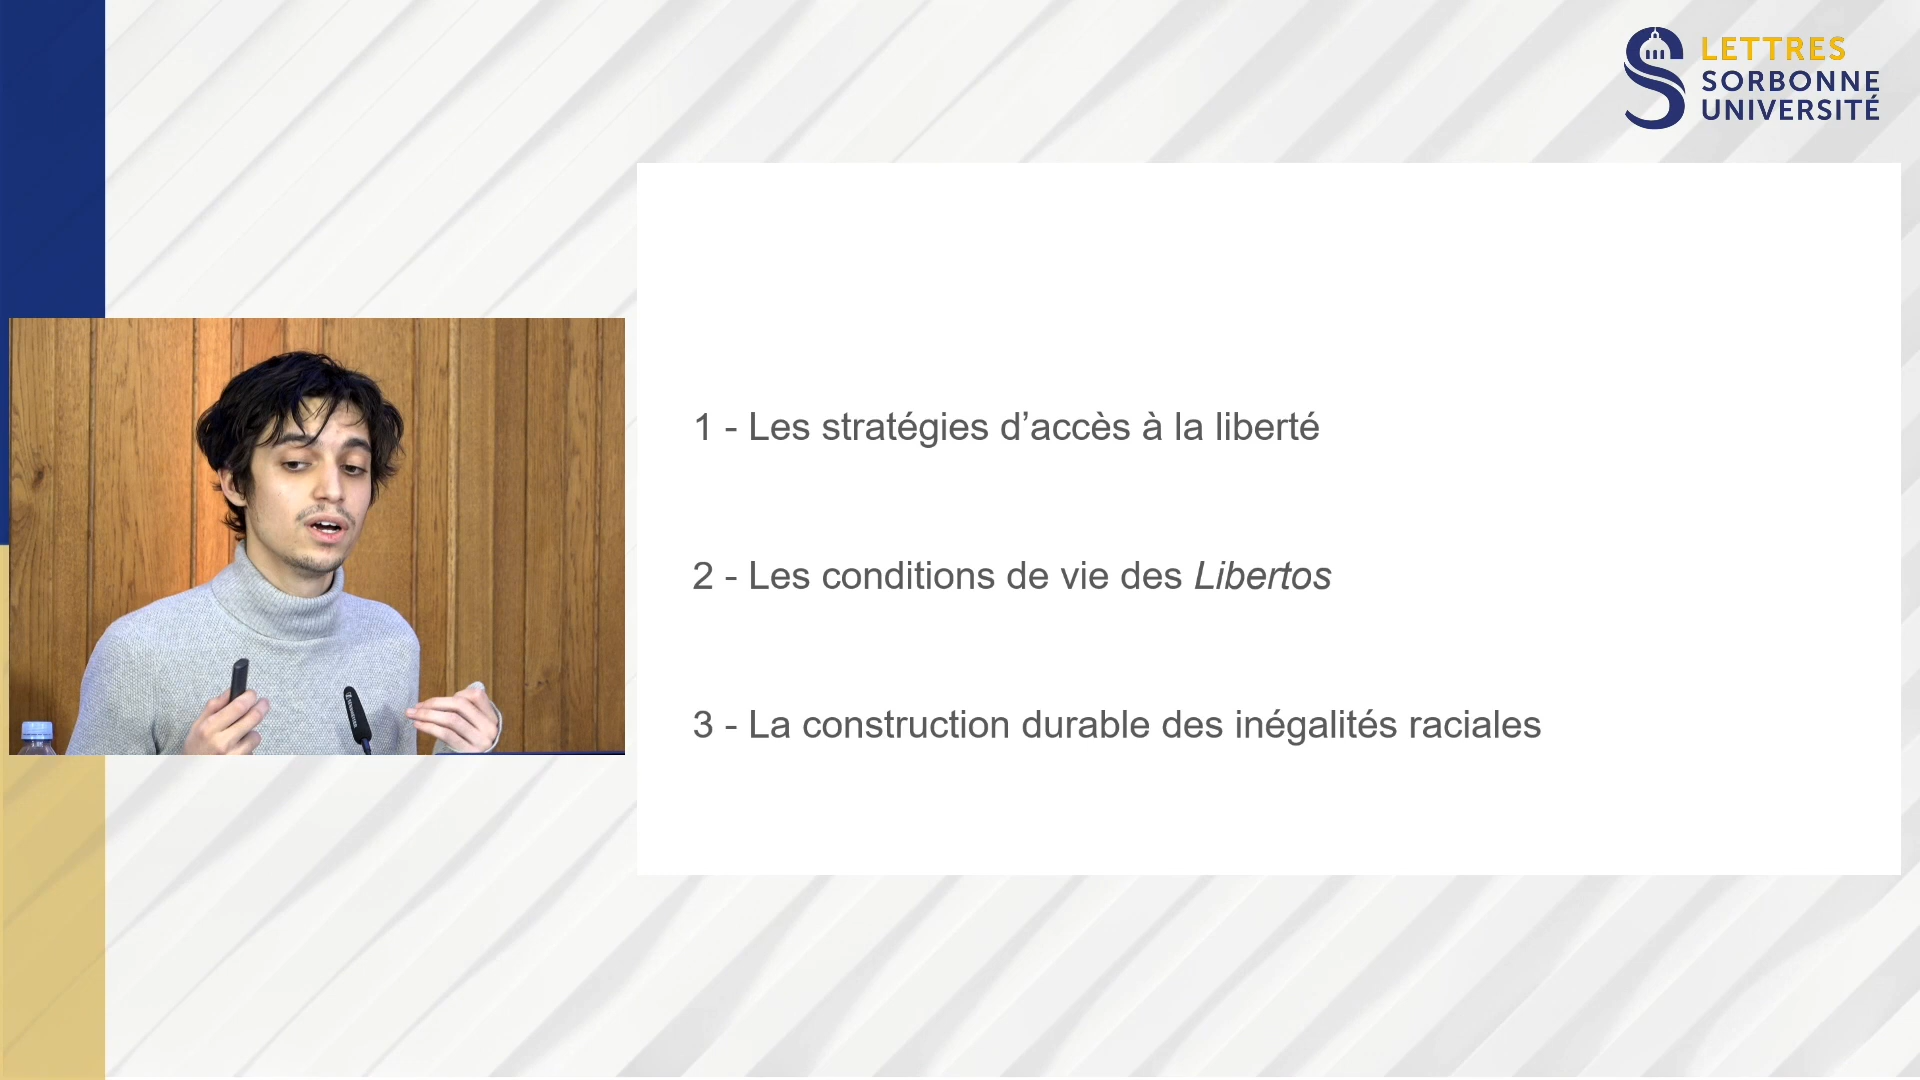 LETTRES
SORBONNE
UNIVERSITÉ
1 - Les stratégies d’accès à la liberté
2 - Les conditions de vie des Libertos
3 - La construction durable des inégalités raciales